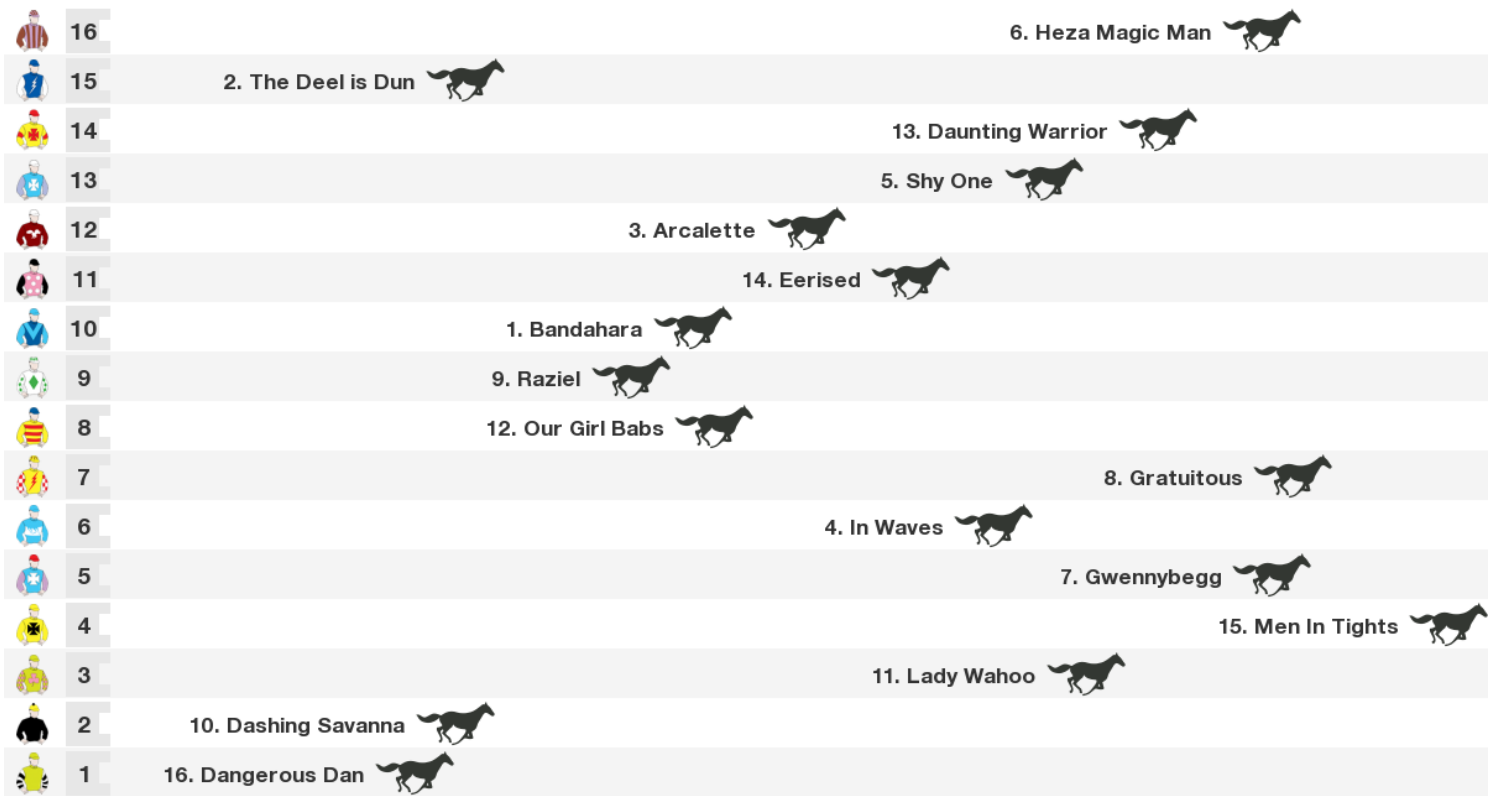 16 6. Heza Magic Man
15 2. The Deel is Dun
14 13. Daunting Warrior
13 5. Shy One
12 3. Arcalette
11 14. Eerised
10 1. Bandahara
9 9. Raziel
8 12. Our Girl Babs
7 8. Gratuitous
6 4. In Waves
5 7. Gwennybegg
4 15. Men In Tights
3 11. Lady Wahoo
2 10. Dashing Savanna
1 16. Dangerous Dan